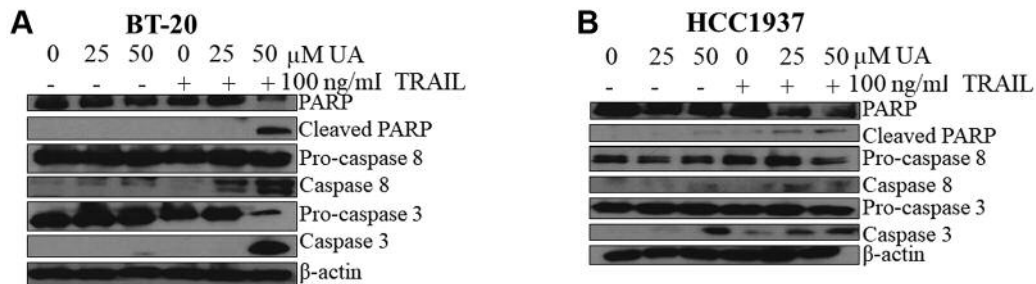 A
BT-20
0 25 50 0 25 50 μM UA
- - - + + + 100 ng/ml TRAIL
PARP
Cleaved PARP
Pro-caspase 8
Caspase 8
Pro-caspase 3
Caspase 3
β-actin
B
HCC1937
0 25 50 0 25 50 μM UA
- - - + + + 100 ng/ml TRAIL
PARP
Cleaved PARP
Pro-caspase 8
Caspase 8
Pro-caspase 3
Caspase 3
β-actin